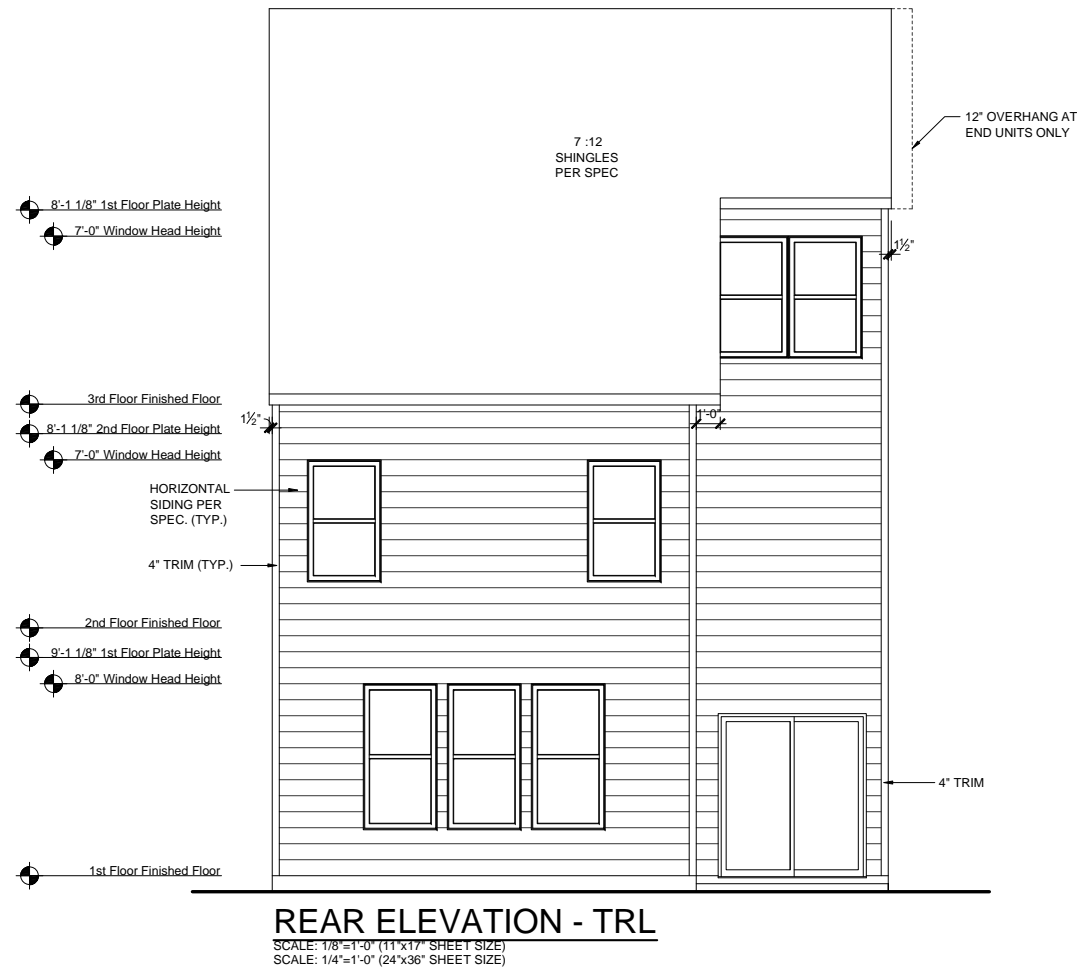 12" OVERHANG AT
END UNITS ONLY
7 :12
SHINGLES
PER SPEC
8'-1 1/8" 1st Floor Plate Height
7'-0" Window Head Height
1½"
3rd Floor Finished Floor
1½"
1'-0"
8'-1 1/8" 2nd Floor Plate Height
7'-0" Window Head Height
HORIZONTAL
SIDING PER
SPEC. (TYP.)
4" TRIM (TYP.)
2nd Floor Finished Floor
9'-1 1/8" 1st Floor Plate Height
8'-0" Window Head Height
4" TRIM
1st Floor Finished Floor
REAR ELEVATION - TRL
SCALE: 1/8"=1'-0" (11"x17" SHEET SIZE)
SCALE: 1/4"=1'-0" (24"x36" SHEET SIZE)